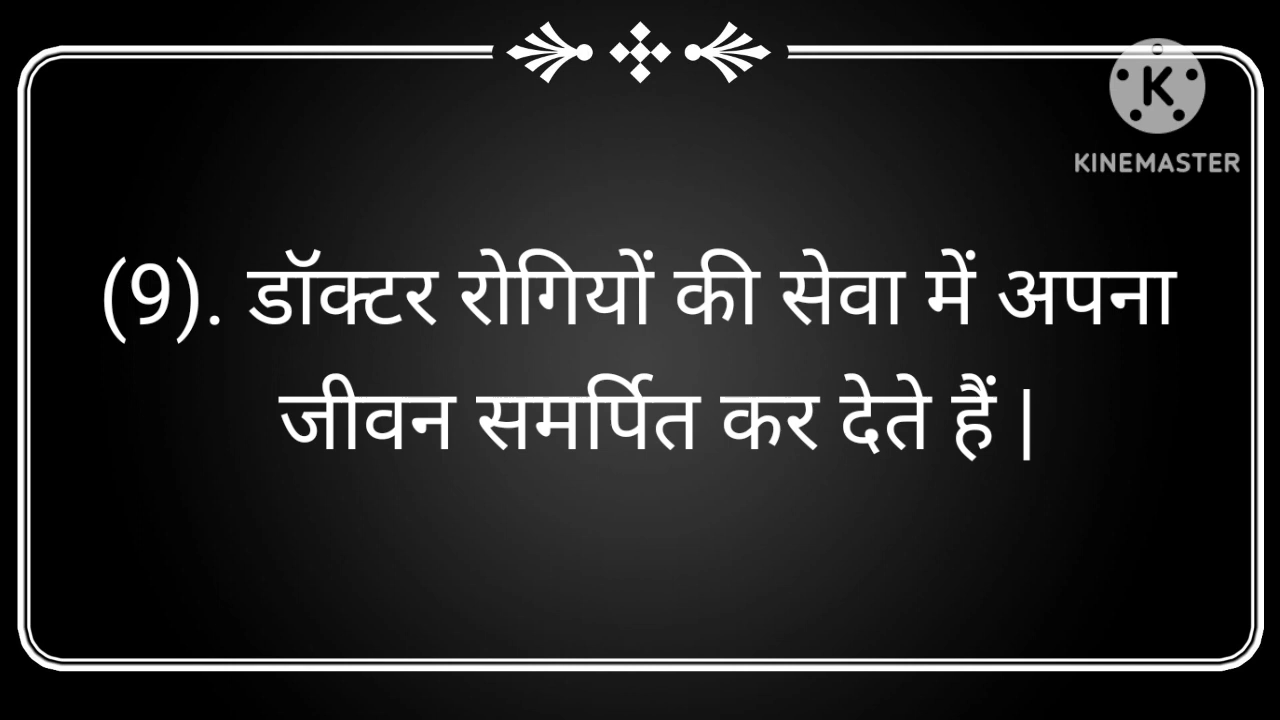 K
KINEMASTER
(9). डॉक्टर रोगियों की सेवा में अपना
जीवन समर्पित कर देते हैं |